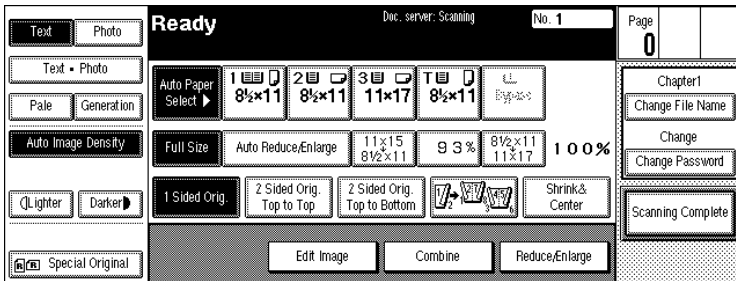 Text
Photo
Text • Photo
Pale
Generation
Auto Image Density
Lighter
Darker
R R Special Original
Ready
Doc. server: Scanning
No. 1
Auto Paper
Select ▶
1
8½×11
2
8½×11
3
11×17
T
8½×11
Bypass
Full Size
Auto Reduce/Enlarge
11×15
8½×11
93%
8½×11
11×17
100%
1 Sided Orig.
2 Sided Orig.
Top to Top
2 Sided Orig.
Top to Bottom
Shrink&
Center
Edit Image
Combine
Reduce/Enlarge
Page
0
Chapter1
Change File Name
Change
Change Password
Scanning Complete